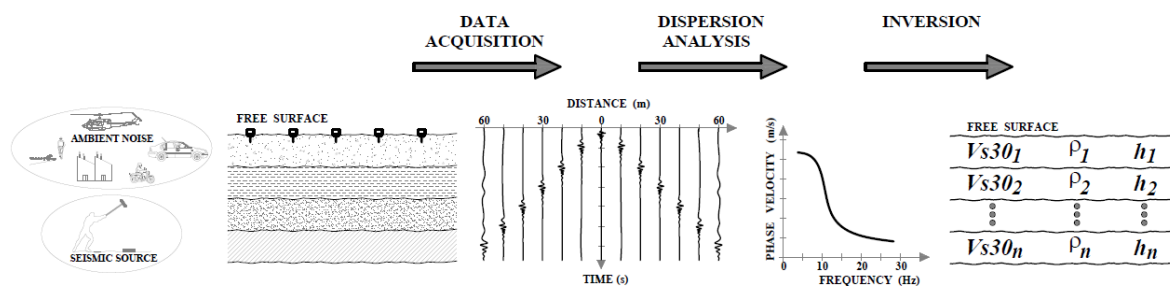 DATA
ACQUISITION
DISPERSION
ANALYSIS
INVERSION
AMBIENT NOISE
SEISMIC SOURCE
FREE SURFACE
DISTANCE (m)
60 30 0 30 60
TIME (s)
PHASE VELOCITY (m/s)
0 10 20 30
FREQUENCY (Hz)
FREE SURFACE
Vs30₁ ρ₁ h₁
Vs30₂ ρ₂ h₂
Vs30ₙ ρₙ hₙ